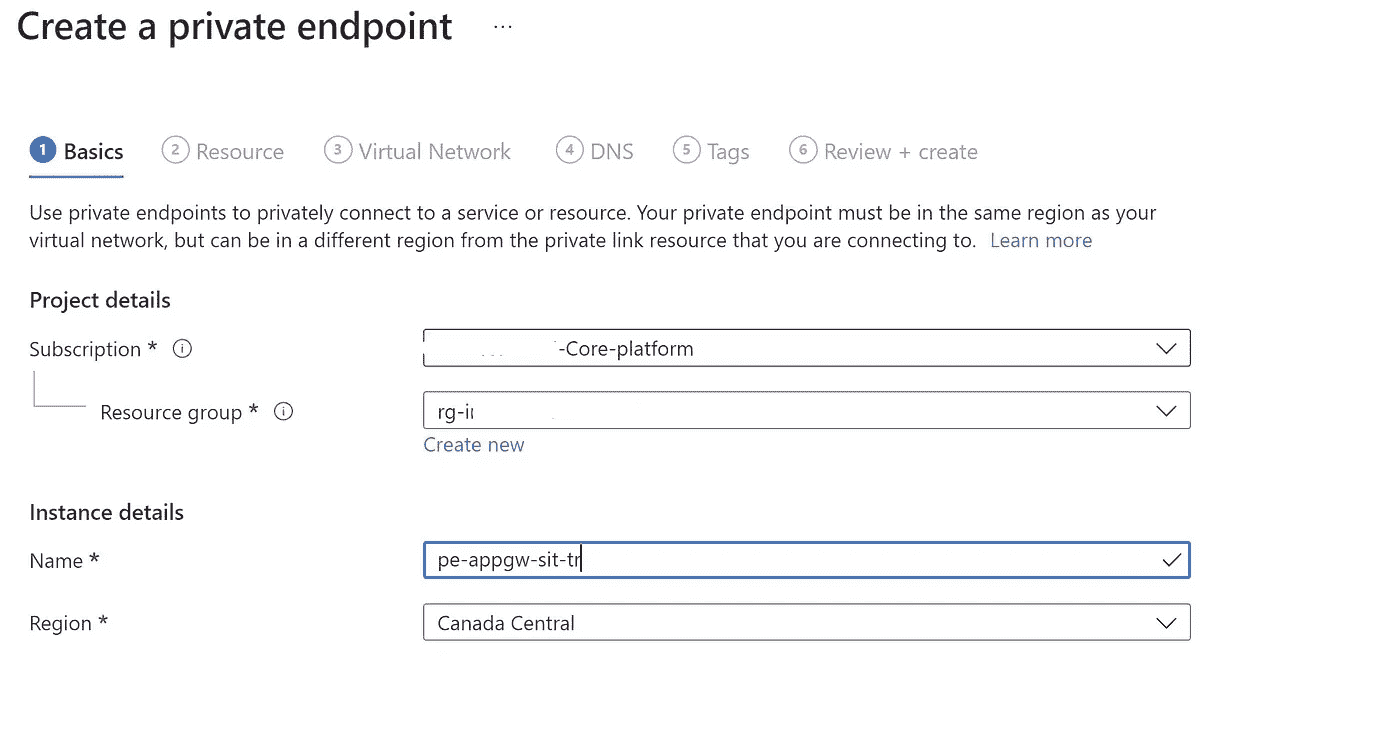 Create a private endpoint ...
1 Basics 2 Resource 3 Virtual Network 4 DNS 5 Tags 6 Review + create
Use private endpoints to privately connect to a service or resource. Your private endpoint must be in the same region as your
virtual network, but can be in a different region from the private link resource that you are connecting to. Learn more
Project details
Subscription * -Core-platform
Resource group * rg-
Create new
Instance details
Name * pe-appgw-sit-tr
Region * Canada Central